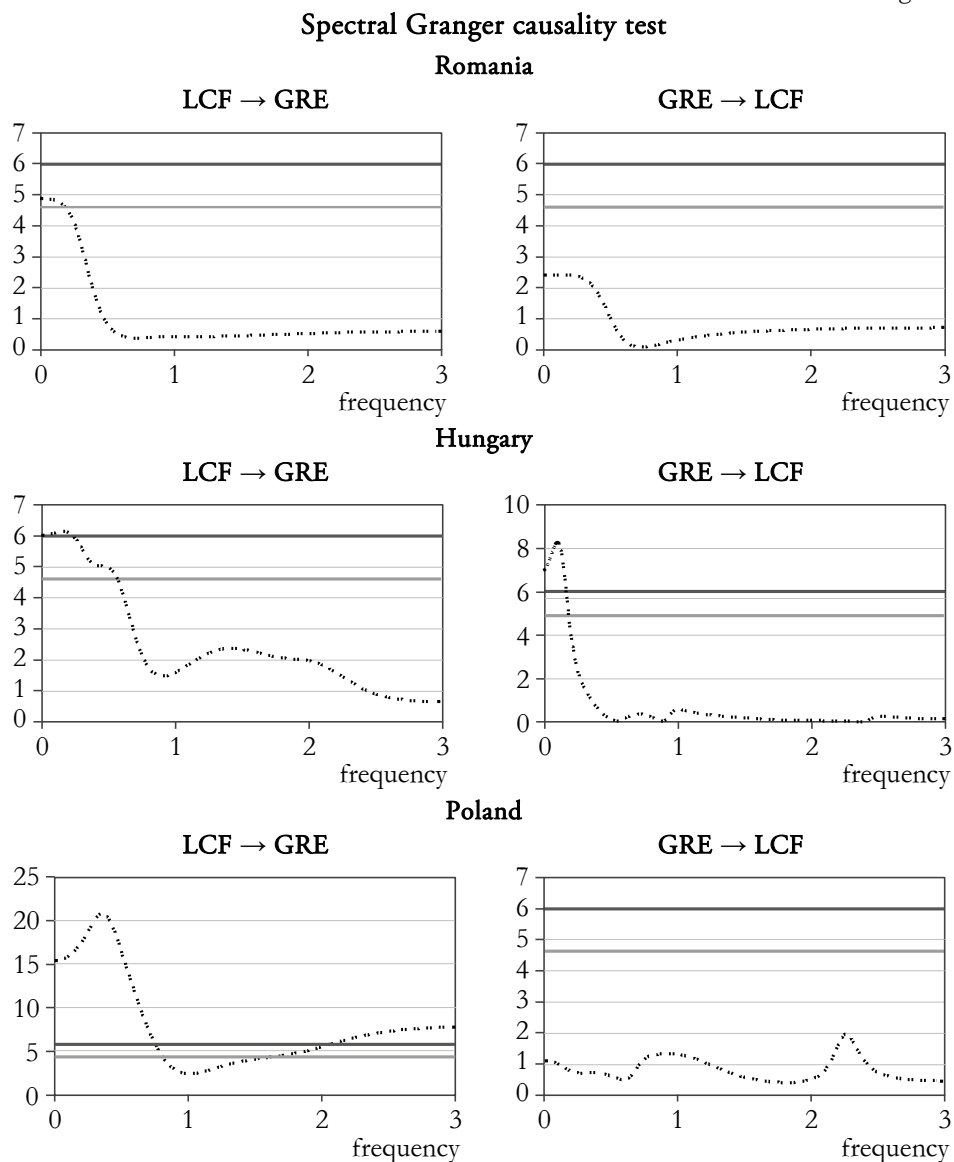 Spectral Granger causality test
Romania
LCF → GRE
GRE → LCF
7
6
5
4
3
2
1
0
0 1 2 3
frequency
7
6
5
4
3
2
1
0
0 1 2 3
frequency
Hungary
LCF → GRE
GRE → LCF
7
6
5
4
3
2
1
0
0 1 2 3
frequency
10
8
6
4
2
0
0 1 2 3
frequency
Poland
LCF → GRE
GRE → LCF
25
20
15
10
5
0
0 1 2 3
frequency
7
6
5
4
3
2
1
0
0 1 2 3
frequency